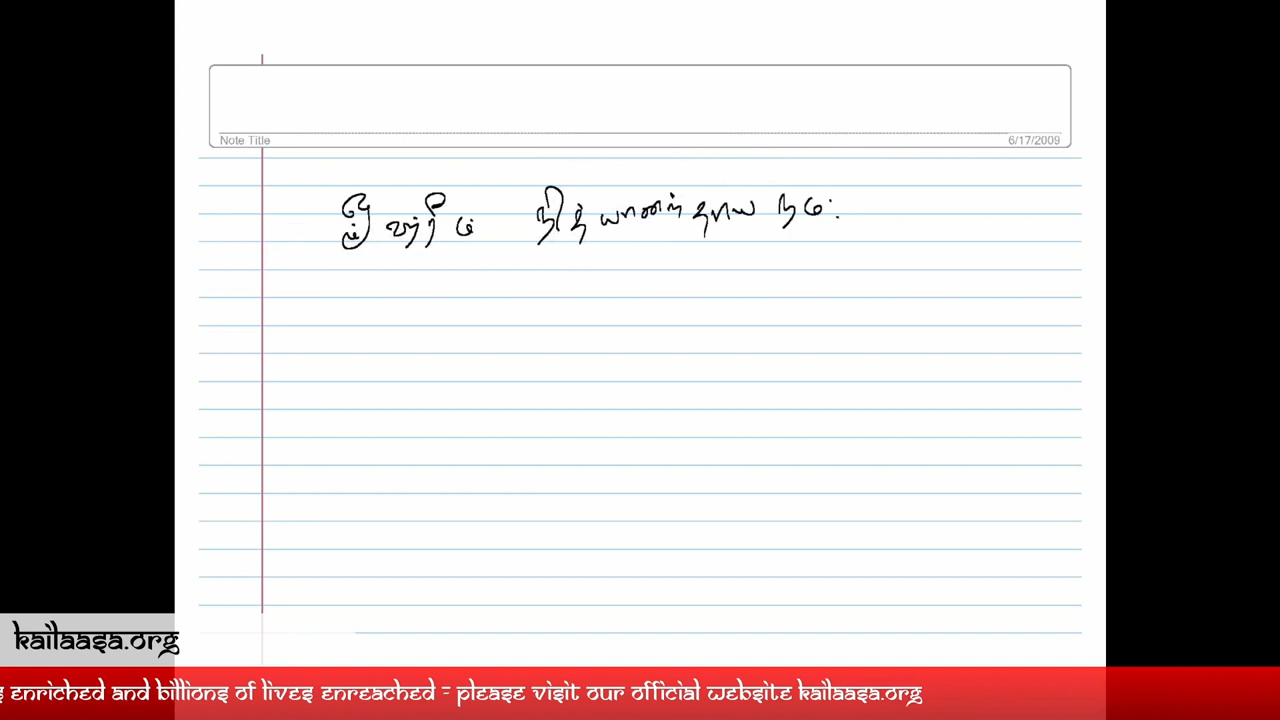 Note Title
6/17/2009
நித்யானந்தாய நம:
kailaasa.org
s enriched and billions of lives enreached - please visit our official website kailaasa.org